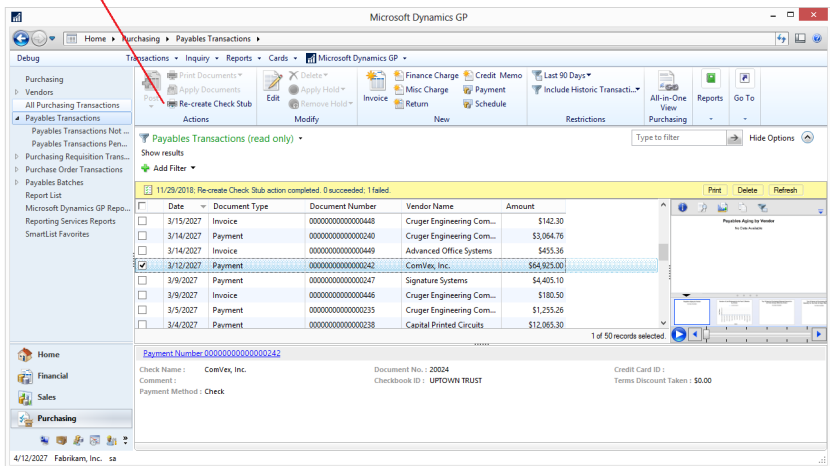 Microsoft Dynamics GP
Home Purchasing Payables Transactions
Debug Transactions Inquiry Reports Cards Microsoft Dynamics GP
Purchasing
Vendors
All Purchasing Transactions
Payables Transactions
Payables Transactions Not ...
Payables Transactions Pen...
Purchasing Requisition Trans...
Purchase Order Transactions
Payables Batches
Report List
Microsoft Dynamics GP Repo...
Reporting Services Reports
SmartList Favorites
Post
Print Documents
Apply Documents
Re-create Check Stub
Actions
Edit
Delete
Apply Hold
Remove Hold
Modify
Invoice
Finance Charge
Misc Charge
Return
Credit Memo
Payment
Schedule
New
Last 90 Days
Include Historic Transacti...
Restrictions
All-in-One View
Purchasing
Reports
Go To
Payables Transactions (read only)
Type to filter
Hide Options
Show results
Add Filter
11/29/2018; Re-create Check Stub action completed. 0 succeeded; 1 failed.
Print Delete Refresh
Date Document Type Document Number Vendor Name Amount
3/15/2027 Invoice 00000000000000448 Cruger Engineering Com... $142.30
3/14/2027 Payment 00000000000000240 Cruger Engineering Com... $3,064.76
3/14/2027 Invoice 00000000000000449 Advanced Office Systems $455.36
3/12/2027 Payment 00000000000000242 ComVex, Inc. $64,925.00
3/9/2027 Payment 00000000000000247 Signature Systems $4,405.10
3/9/2027 Invoice 00000000000000446 Cruger Engineering Com... $180.50
3/5/2027 Payment 00000000000000235 Cruger Engineering Com... $1,255.26
3/4/2027 Payment 00000000000000238 Capital Printed Circuits $12,065.30
1 of 50 records selected.
Payables Aging by Vendor
No Data Available
Payment Number 00000000000000242
Check Name : ComVex, Inc.
Comment :
Payment Method : Check
Document No. : 20024
Checkbook ID : UPTOWN TRUST
Credit Card ID :
Terms Discount Taken : $0.00
Home
Financial
Sales
Purchasing
4/12/2027 Fabrikam, Inc. sa